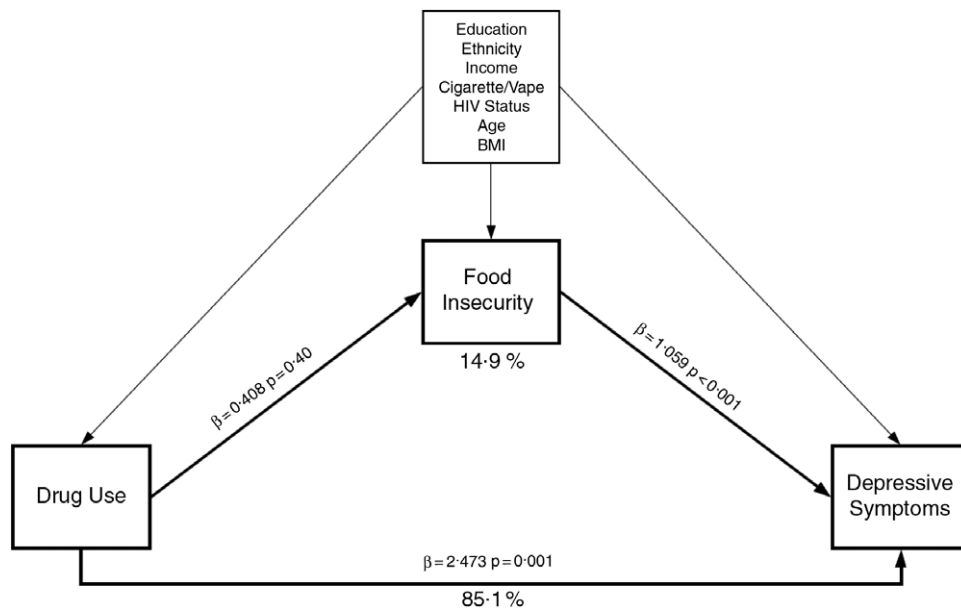 Education
Ethnicity
Income
Cigarette/Vape
HIV Status
Age
BMI
Food
Insecurity
14·9 %
β=0·408 p=0·40
β=1·059 p<0·001
Drug Use
Depressive
Symptoms
β=2·473 p=0·001
85·1 %